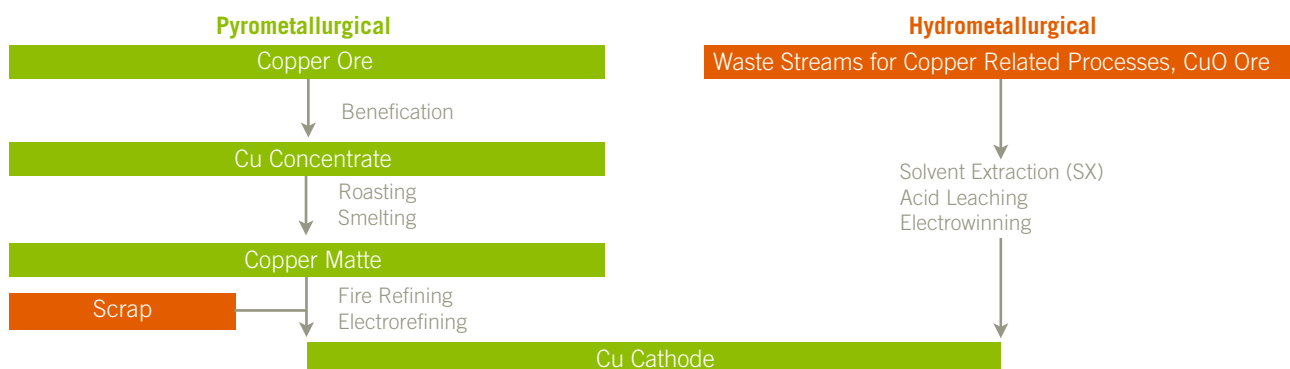 Pyrometallurgical
Copper Ore
Benefication
Cu Concentrate
Roasting
Smelting
Copper Matte
Scrap
Fire Refining
Electrorefining
Hydrometallurgical
Waste Streams for Copper Related Processes, CuO Ore
Solvent Extraction (SX)
Acid Leaching
Electrowinning
Cu Cathode